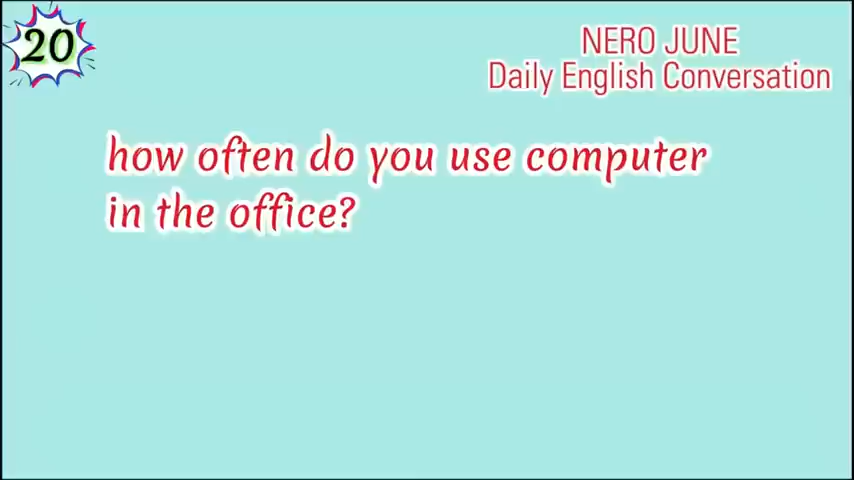 20
NERO JUNE
Daily English Conversation
how often do you use computer
in the office?